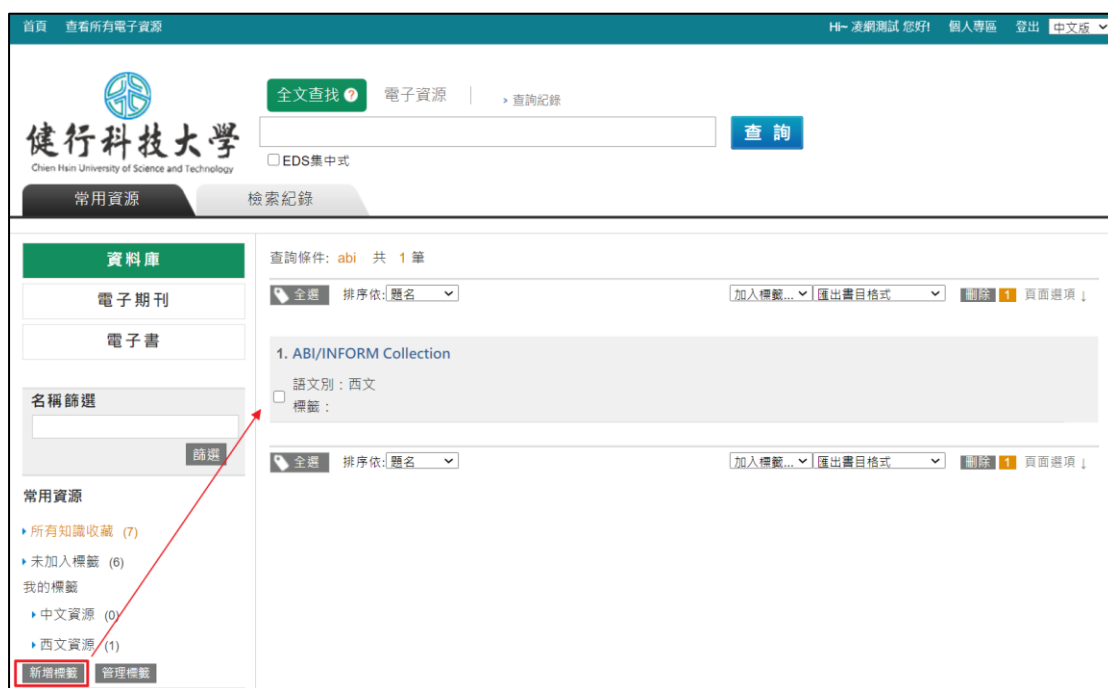 首頁 查看所有電子資源 Hi~ 凌網測試 您好! 個人專區 登出 中文版
全文查找 ? 電子資源 查詢紀錄
健行科技大學
Chien Hsin University of Science and Technology
查 詢
EDS集中式
常用資源 檢索紀錄
資料庫
電子期刊
電子書
名稱篩選
篩選
常用資源
所有知識收藏 (7)
未加入標籤 (6)
我的標籤
中文資源 (0)
西文資源 (1)
新增標籤 管理標籤
查詢條件: abi 共 1 筆
全選 排序依: 題名 加入標籤... 匯出書目格式 刪除 1 頁面選項 ↓
1. ABI/INFORM Collection
語文別：西文
標籤：
全選 排序依: 題名 加入標籤... 匯出書目格式 刪除 1 頁面選項 ↓